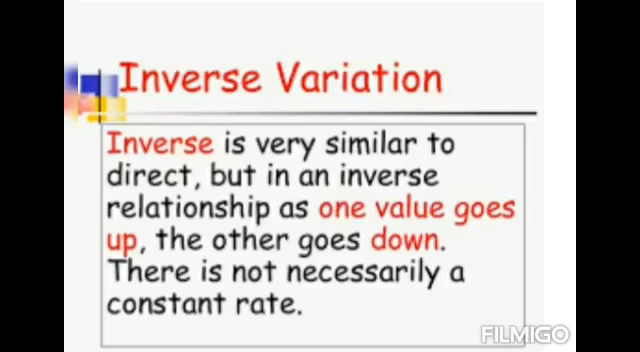 Inverse Variation
Inverse is very similar to
direct, but in an inverse
relationship as one value goes
up, the other goes down.
There is not necessarily a
constant rate.
FILMIGO